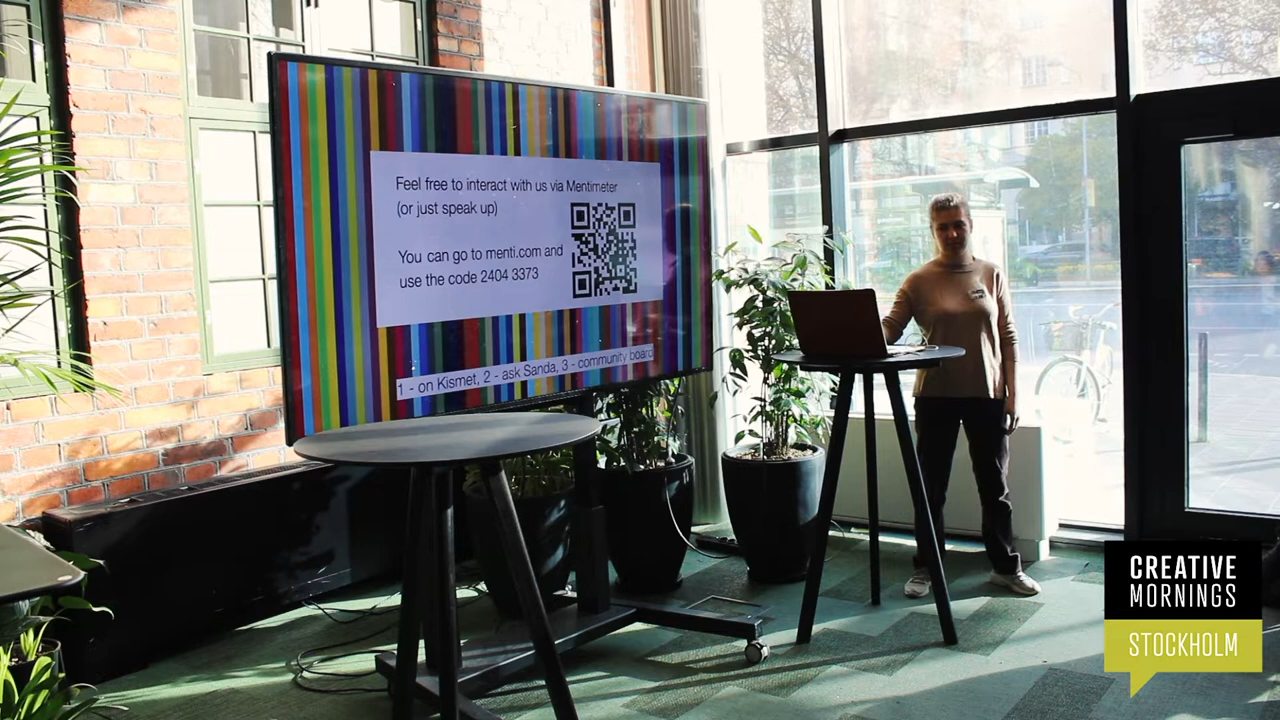 Feel free to interact with us via Mentimeter
(or just speak up)
You can go to menti.com and
use the code 2404 3373
1 - on Kismet, 2 - ask Sanda, 3 - community board
CREATIVE
MORNINGS
STOCKHOLM